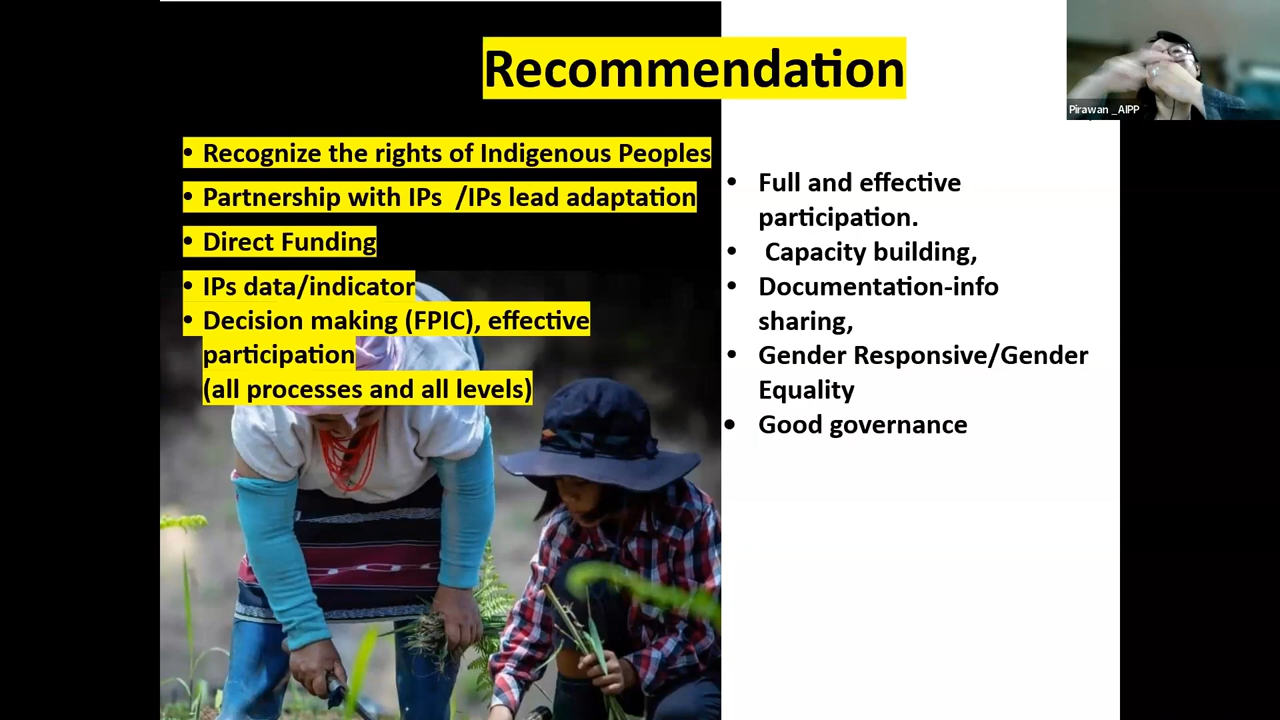 Recommendation
Pirawan _AIPP
• Recognize the rights of Indigenous Peoples
• Partnership with IPs /IPs lead adaptation
• Direct Funding
• IPs data/indicator
• Decision making (FPIC), effective
participation
(all processes and all levels)
• Full and effective
participation.
• Capacity building,
• Documentation-info
sharing,
• Gender Responsive/Gender
Equality
• Good governance